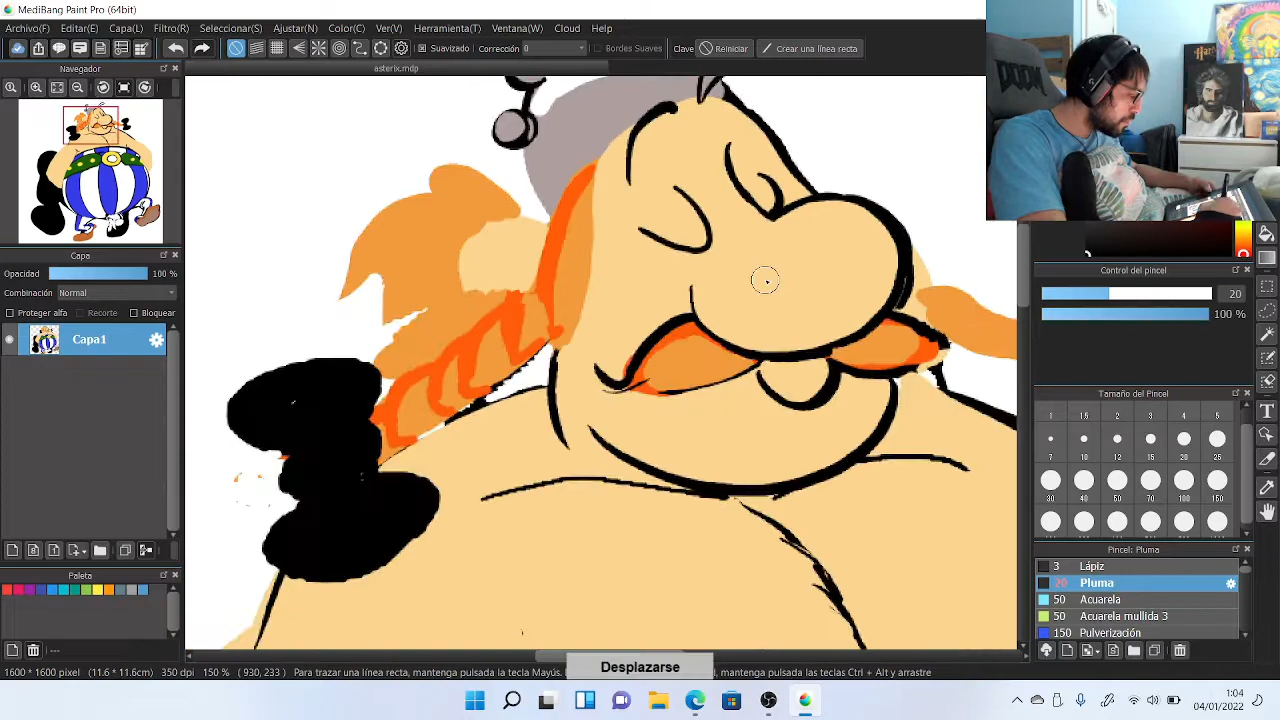 MediBang Paint Pro (64bit)
Archivo(F) Editar(E) Capa(L) Filtro(R) Seleccionar(S) Ajustar(N) Color(C) Ver(V) Herramienta(T) Ventana(W) Cloud Help
Suavizado Corrección 0 Bordes Suaves Clave Reiniciar Crear una línea recta
Navegador
asterix.mdp
DOOM
Capa
Opacidad 100 %
Combinación Normal
Proteger alfa Recorte Bloquear
Capa1
Paleta
---
Control del pincel
20
100 %
Tamaño del Pincel
1 1.5 2 3 4 5
7 10 12 15 20 25
30 40 50 70 100 150
Pincel: Pluma
3 Lápiz
20 Pluma
50 Acuarela
50 Acuarela mullida 3
150 Pulverización
1600 * 1600 pixel (11.6 * 11.6cm) 350 dpi 150 % (930, 233) Para trazar una línea recta, mantenga pulsada la tecla Mayús.
, mantenga pulsadas las teclas Ctrl + Alt y arrastre
Desplazarse
1:04
04/01/2022